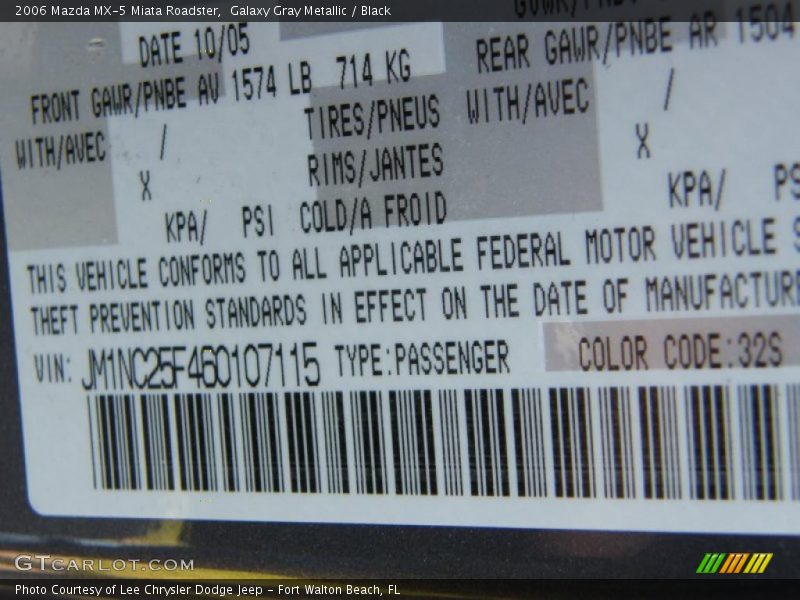 2006 Mazda MX-5 Miata Roadster,  Galaxy Gray Metallic / Black
DATE 10/05
FRONT GAWR/PNBE AV 1574 LB 714 KG
REAR GAWR/PNBE AR 1504
WITH/AVEC / TIRES/PNEUS WITH/AVEC /
X RIMS/JANTES X
KPA/ PSI COLD/A FROID KPA/ PS
THIS VEHICLE CONFORMS TO ALL APPLICABLE FEDERAL MOTOR VEHICLE S
THEFT PREVENTION STANDARDS IN EFFECT ON THE DATE OF MANUFACTURE
VIN: JM1NC25F460107115 TYPE:PASSENGER COLOR CODE:32S
GTCARLOT.COM
Photo Courtesy of Lee Chrysler Dodge Jeep - Fort Walton Beach, FL